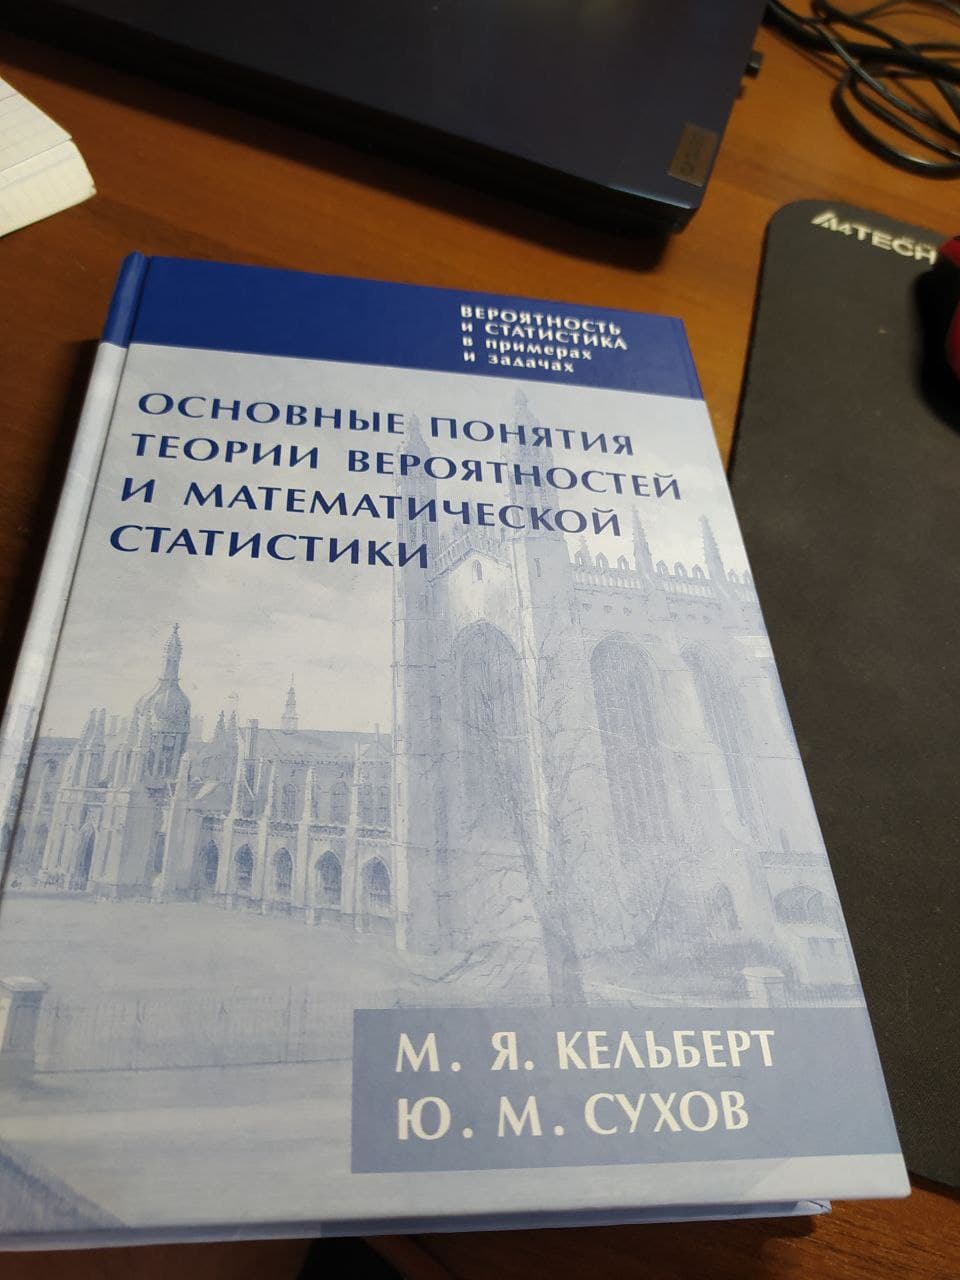 A4TECH
ВЕРОЯТНОСТЬ
и СТАТИСТИКА
в примерах
и задачах
ОСНОВНЫЕ ПОНЯТИЯ
ТЕОРИИ ВЕРОЯТНОСТЕЙ
И МАТЕМАТИЧЕСКОЙ
СТАТИСТИКИ
М. Я. КЕЛЬБЕРТ
Ю. М. СУХОВ